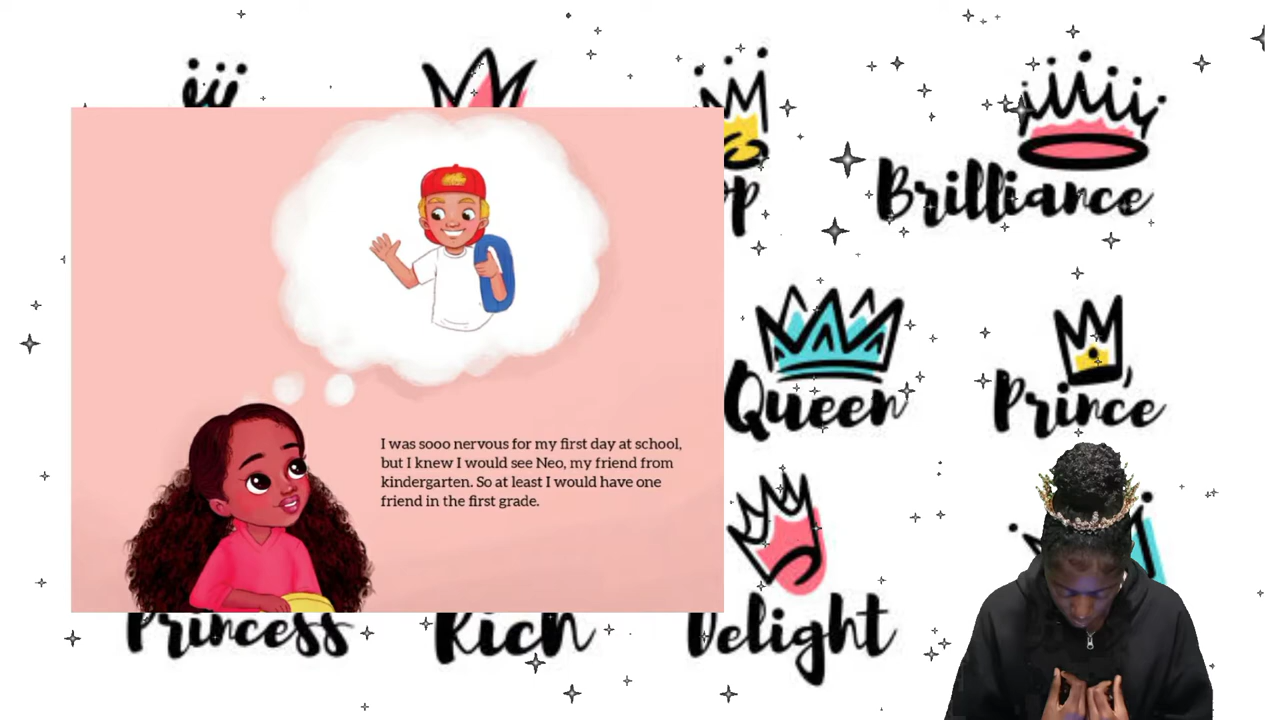 Brilliance
I was sooo nervous for my first day at school,
but I knew I would see Neo, my friend from
kindergarten. So at least I would have one
friend in the first grade.
Queen
Prince
Princess
Rich
Delight